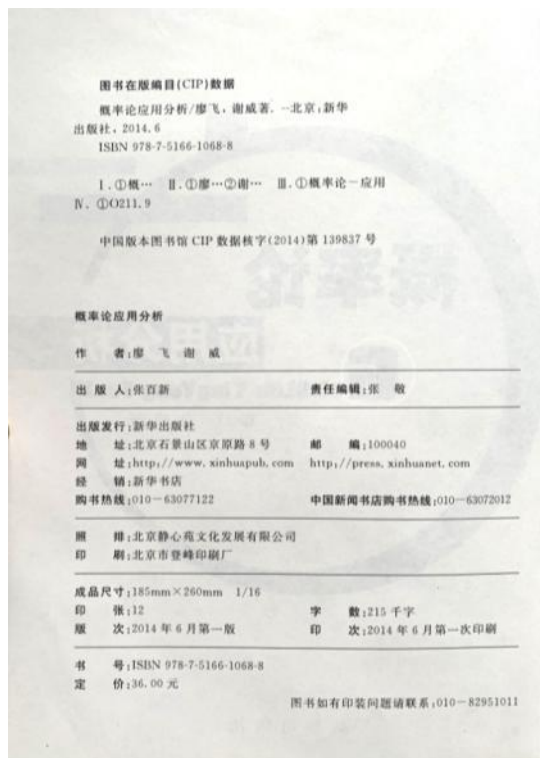 图书在版编目(CIP)数据
概率论应用分析/廖飞,谢威著.—北京:新华
出版社,2014.6
ISBN 978-7-5166-1068-8
Ⅰ.①概… Ⅱ.①廖…②谢… Ⅲ.①概率论-应用
Ⅳ.①O211.9
中国版本图书馆CIP数据核字(2014)第139837号
概率论应用分析
作 者:廖 飞 谢 威
出 版 人:张百新 责任编辑:张 敬
出版发行:新华出版社
地 址:北京石景山区京原路8号 邮 编:100040
网 址:http://www.xinhuapub.com http://press.xinhuanet.com
经 销:新华书店
购书热线:010-63077122 中国新闻书店购书热线:010-63072012
照 排:北京静心苑文化发展有限公司
印 刷:北京市登峰印刷厂
成品尺寸:185mm×260mm 1/16
印 张:12 字 数:215千字
版 次:2014年6月第一版 印 次:2014年6月第一次印刷
书 号:ISBN 978-7-5166-1068-8
定 价:36.00元
图书如有印装问题请联系:010-82951011